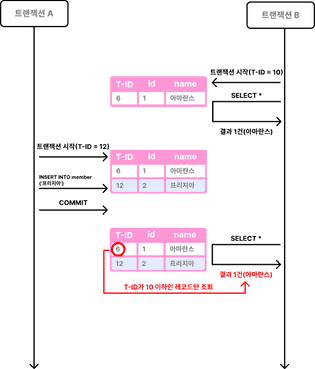 트랜잭션 A
트랜잭션 B
트랜잭션 시작(T-ID = 10)
T-ID id name
6 1 아마란스
SELECT *
결과 1건(아마란스)
트랜잭션 시작(T-ID = 12)
T-ID id name
6 1 아마란스
12 2 프리지아
INSERT INTO member
('프리지아')
COMMIT
T-ID id name
6 1 아마란스
12 2 프리지아
SELECT *
결과 1건(아마란스)
T-ID가 10 이하인 레코드만 조회